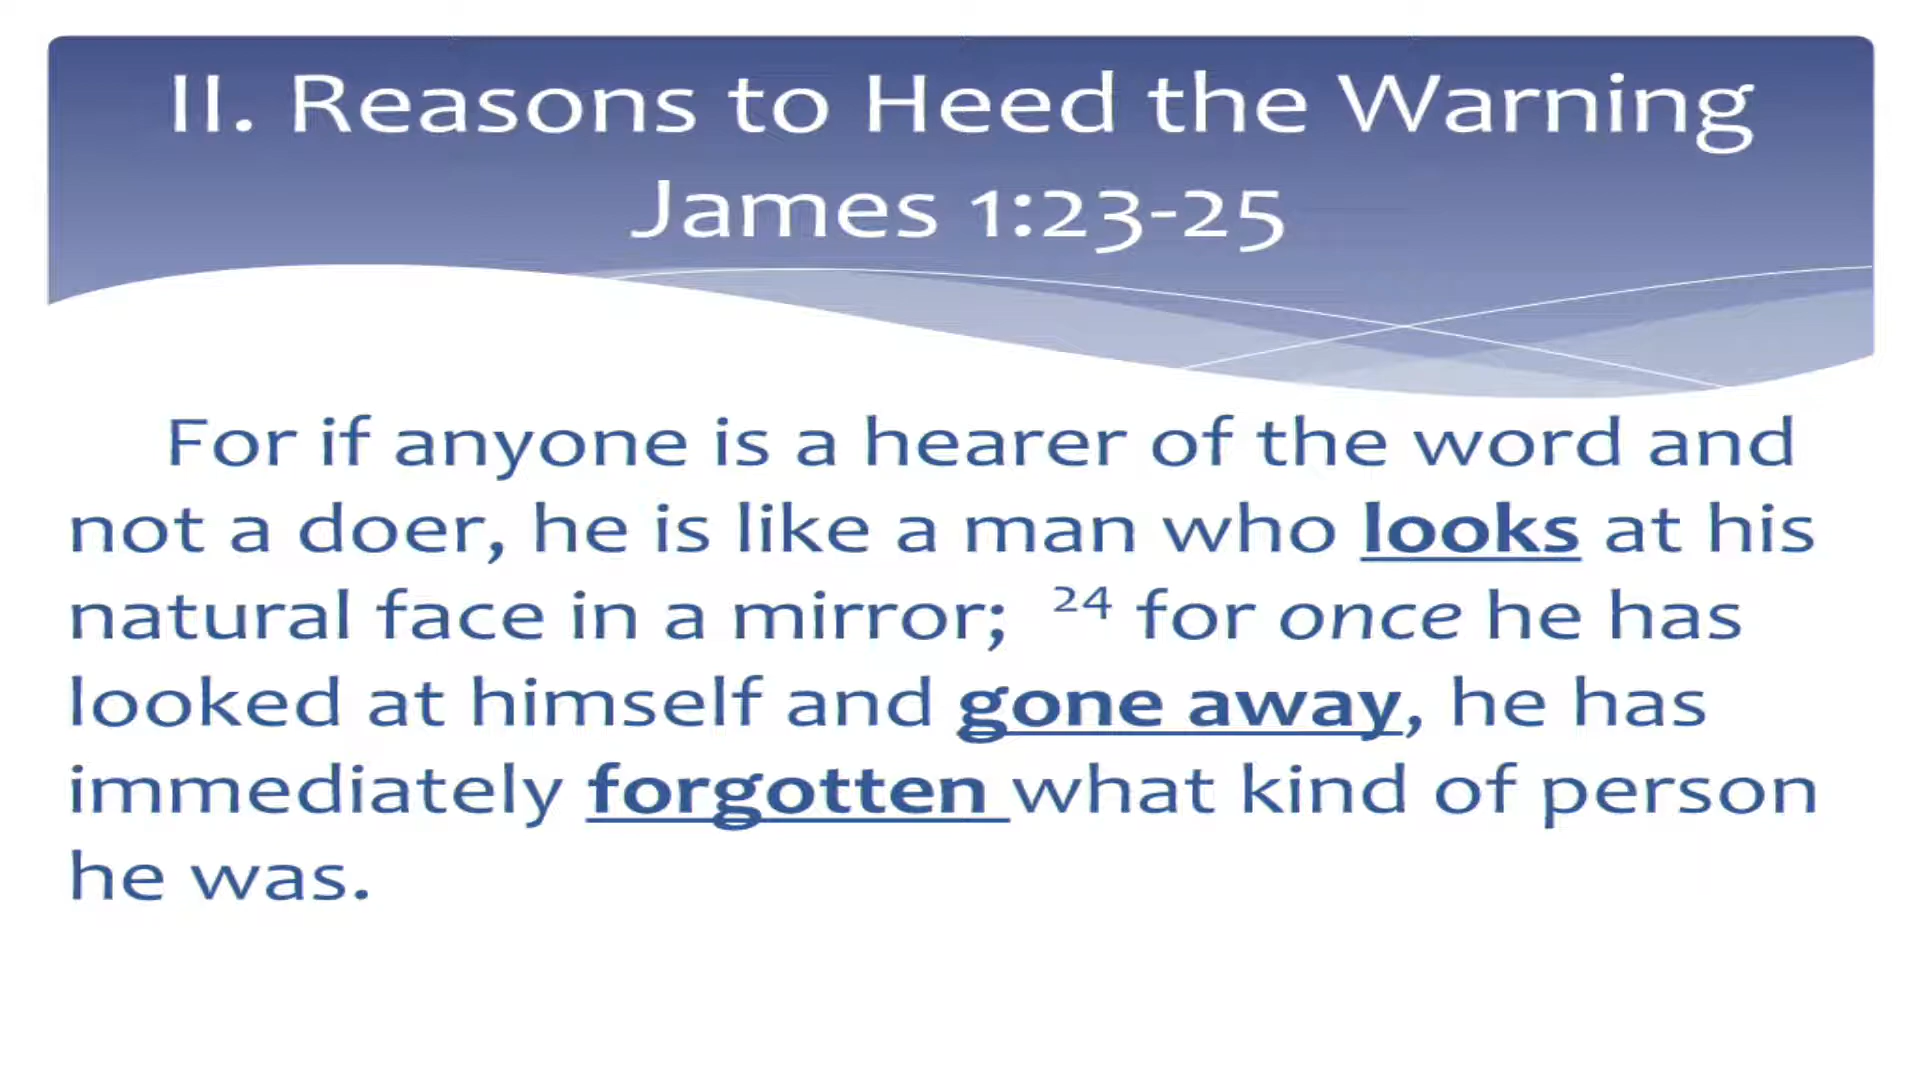 II. Reasons to Heed the Warning
James 1:23-25
For if anyone is a hearer of the word and
not a doer, he is like a man who looks at his
natural face in a mirror; 24 for once he has
looked at himself and gone away, he has
immediately forgotten what kind of person
he was.